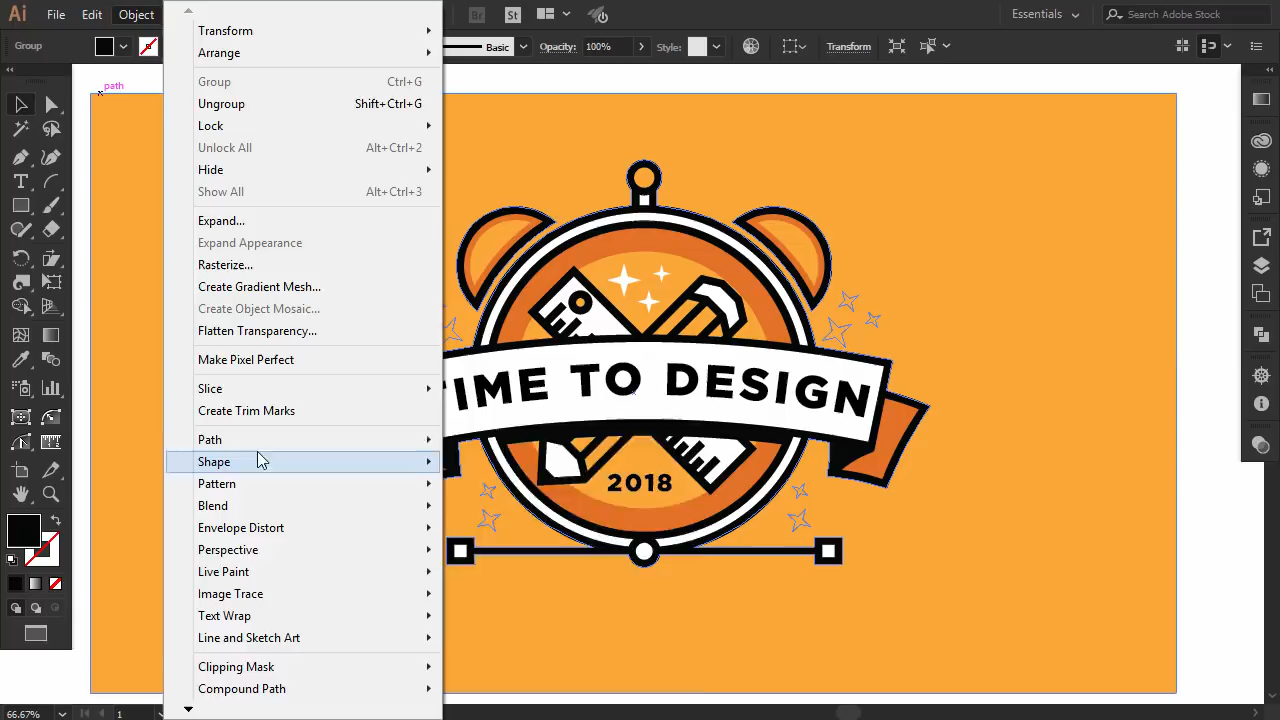 Ai File Edit Object Br St Essentials Search Adobe Stock
Group Basic Opacity: 100% Style: Transform
path
Transform
Arrange
Group Ctrl+G
Ungroup Shift+Ctrl+G
Lock
Unlock All Alt+Ctrl+2
Hide
Show All Alt+Ctrl+3
Expand...
Expand Appearance
Rasterize...
Create Gradient Mesh...
Create Object Mosaic...
Flatten Transparency...
Make Pixel Perfect
Slice
Create Trim Marks
Path
Shape
Pattern
Blend
Envelope Distort
Perspective
Live Paint
Image Trace
Text Wrap
Line and Sketch Art
Clipping Mask
Compound Path
TIME TO DESIGN
2018
66.67% 1